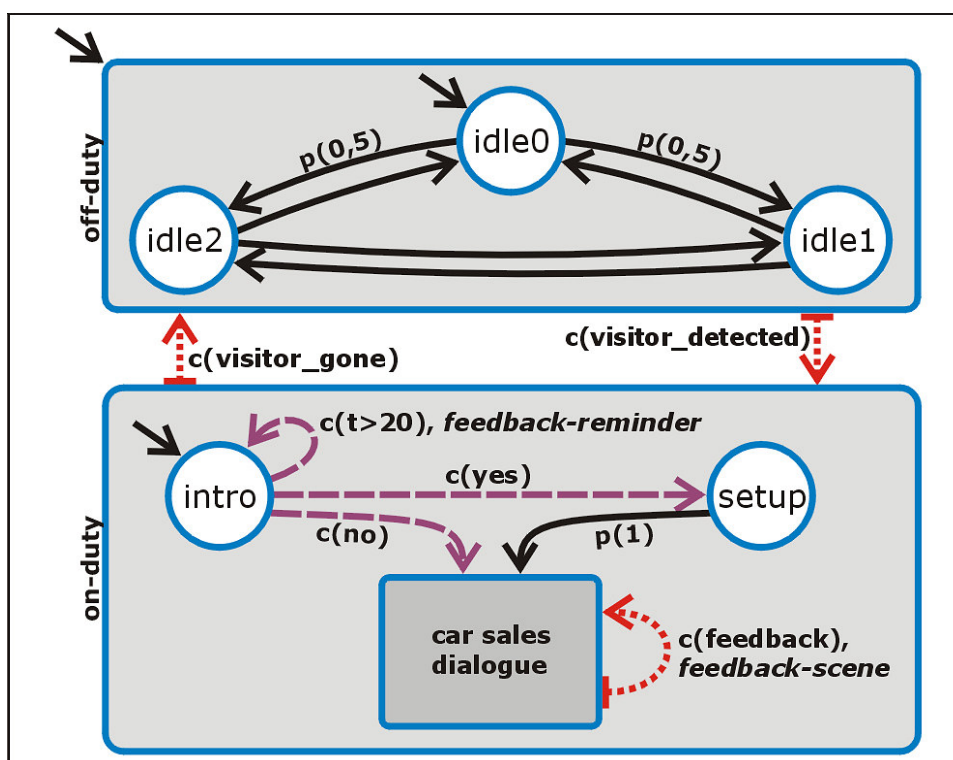 idle0
p(0,5)
p(0,5)
off-duty
idle2
idle1
c(visitor_gone)
c(visitor_detected)
c(t>20), feedback-reminder
intro
c(yes)
setup
c(no)
p(1)
on-duty
car sales
dialogue
c(feedback),
feedback-scene